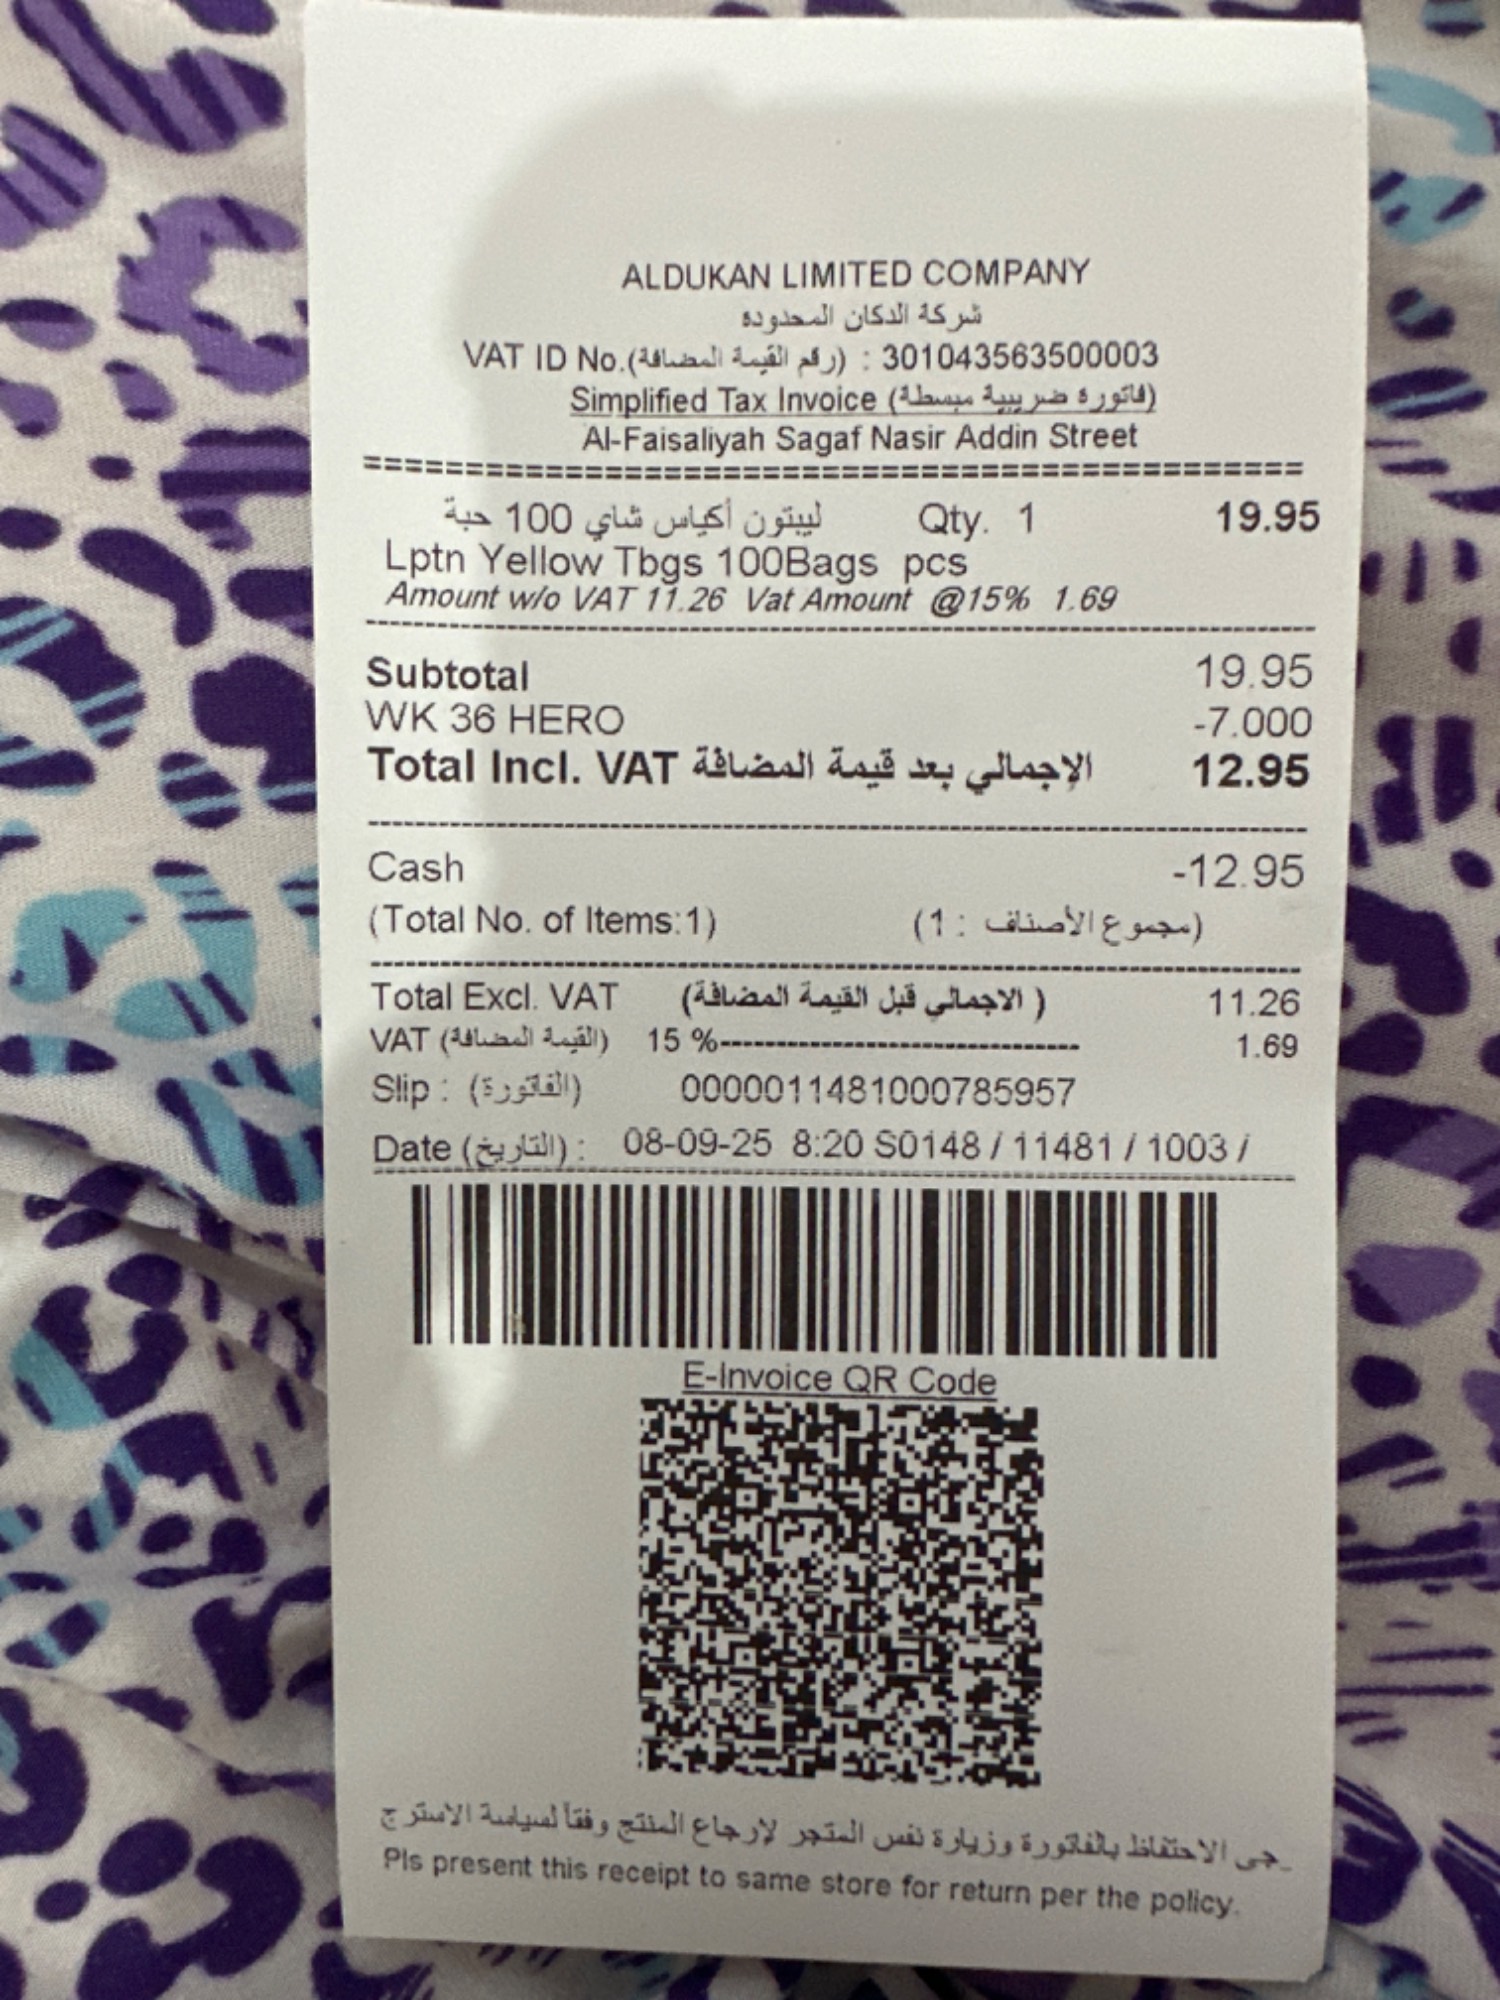 ALDUKAN LIMITED COMPANY
شركة الدكان المحدوده
VAT ID No.(رقم القيمة المضافة) : 301043563500003
Simplified Tax Invoice (فاتورة ضريبية مبسطة)
Al-Faisaliyah Sagaf Nasir Addin Street
==============================================
ليبتون أكياس شاي 100 حبة Qty. 1 19.95
Lptn Yellow Tbgs 100Bags pcs
Amount w/o VAT 11.26 Vat Amount @15% 1.69
Subtotal 19.95
WK 36 HERO -7.000
Total Incl. VAT الإجمالي بعد قيمة المضافة 12.95
Cash -12.95
(Total No. of Items:1) (مجموع الأصناف : 1)
Total Excl. VAT ( الاجمالي قبل القيمة المضافة) 11.26
VAT (القيمة المضافة) 15 %------------------------------------ 1.69
Slip : (الفاتورة) 0000011481000785957
Date (التاريخ) : 08-09-25 8:20 S0148 / 11481 / 1003 /
E-Invoice QR Code
جى الاحتفاظ بالفاتورة وزيارة نفس المتجر لإرجاع المنتج وفقاً لسياسة الاسترج
Pls present this receipt to same store for return per the policy.